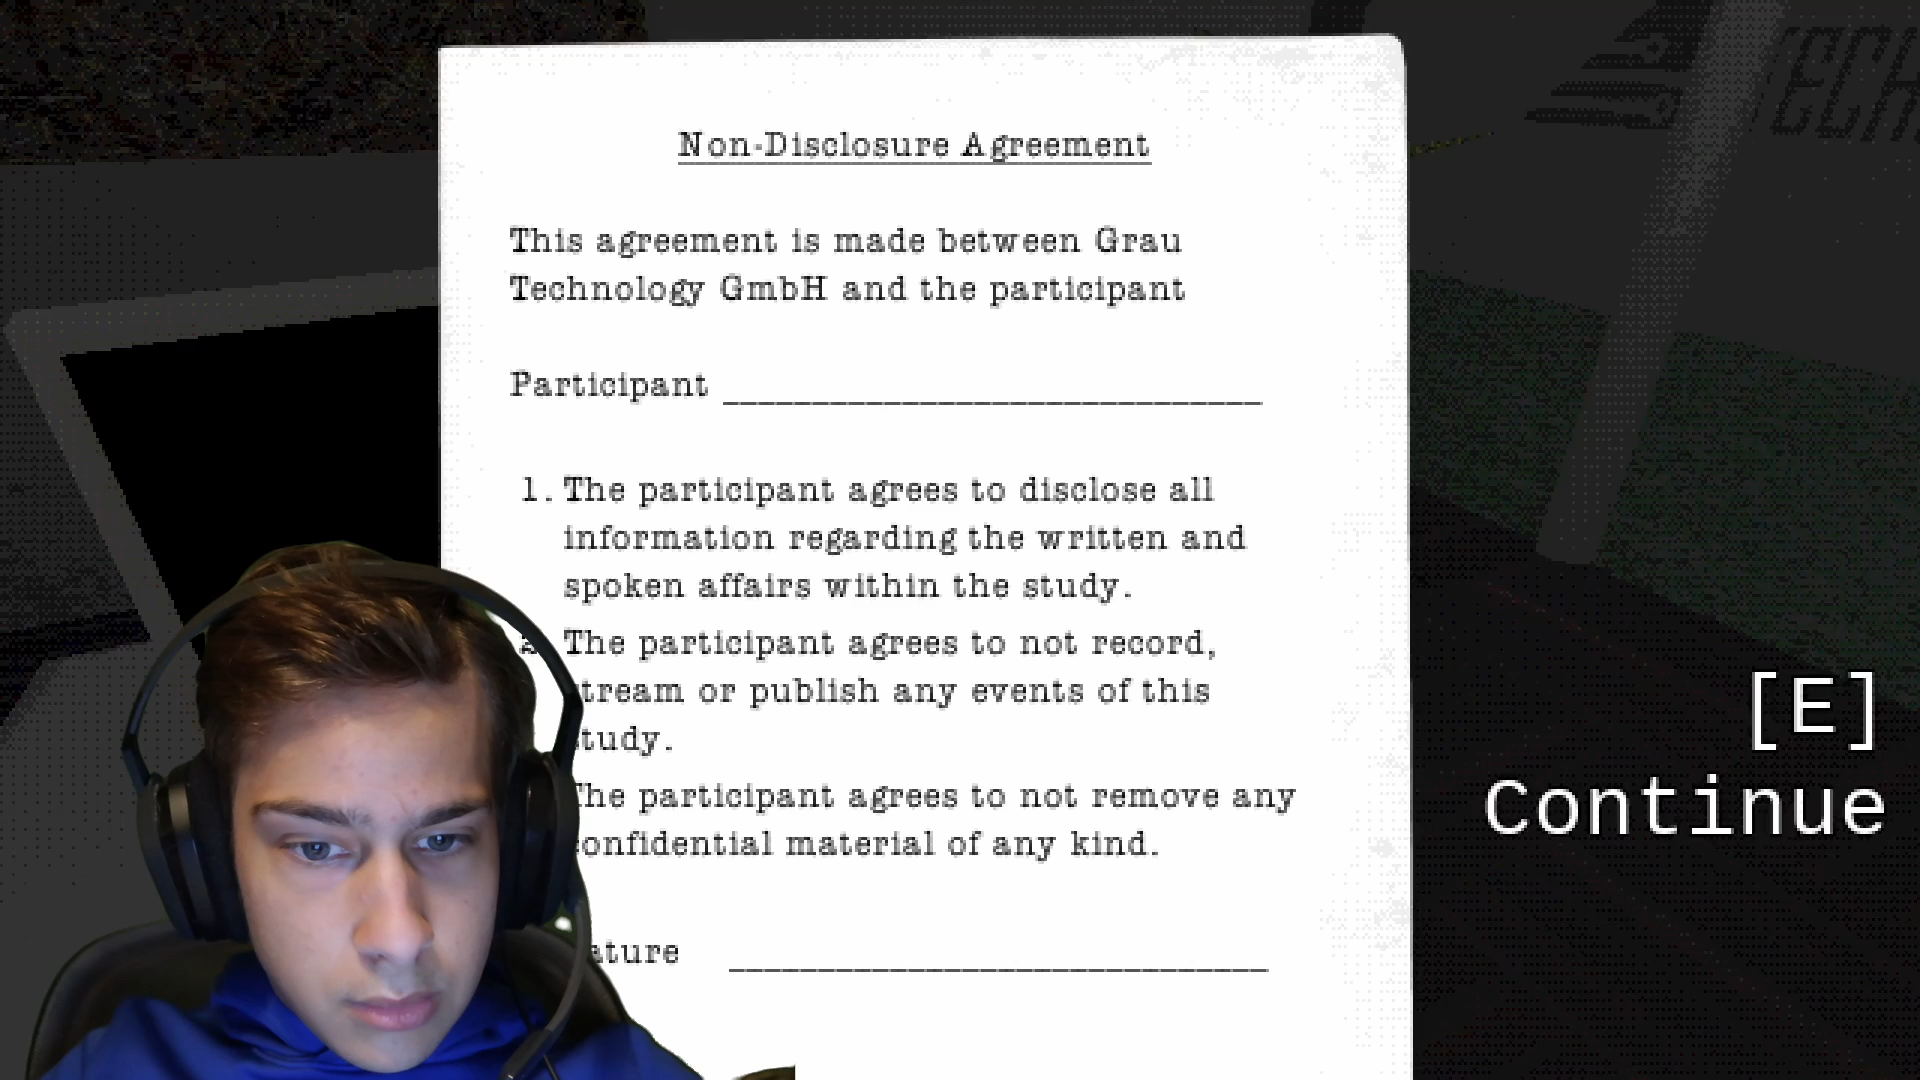 Non-Disclosure Agreement
This agreement is made between Grau
Technology GmbH and the participant
Participant ______________________________
1. The participant agrees to disclose all
information regarding the written and
spoken affairs within the study.
The participant agrees to not record,
tream or publish any events of this
tudy.
The participant agrees to not remove any
onfidential material of any kind.
ature ______________________________
[E]
Continue